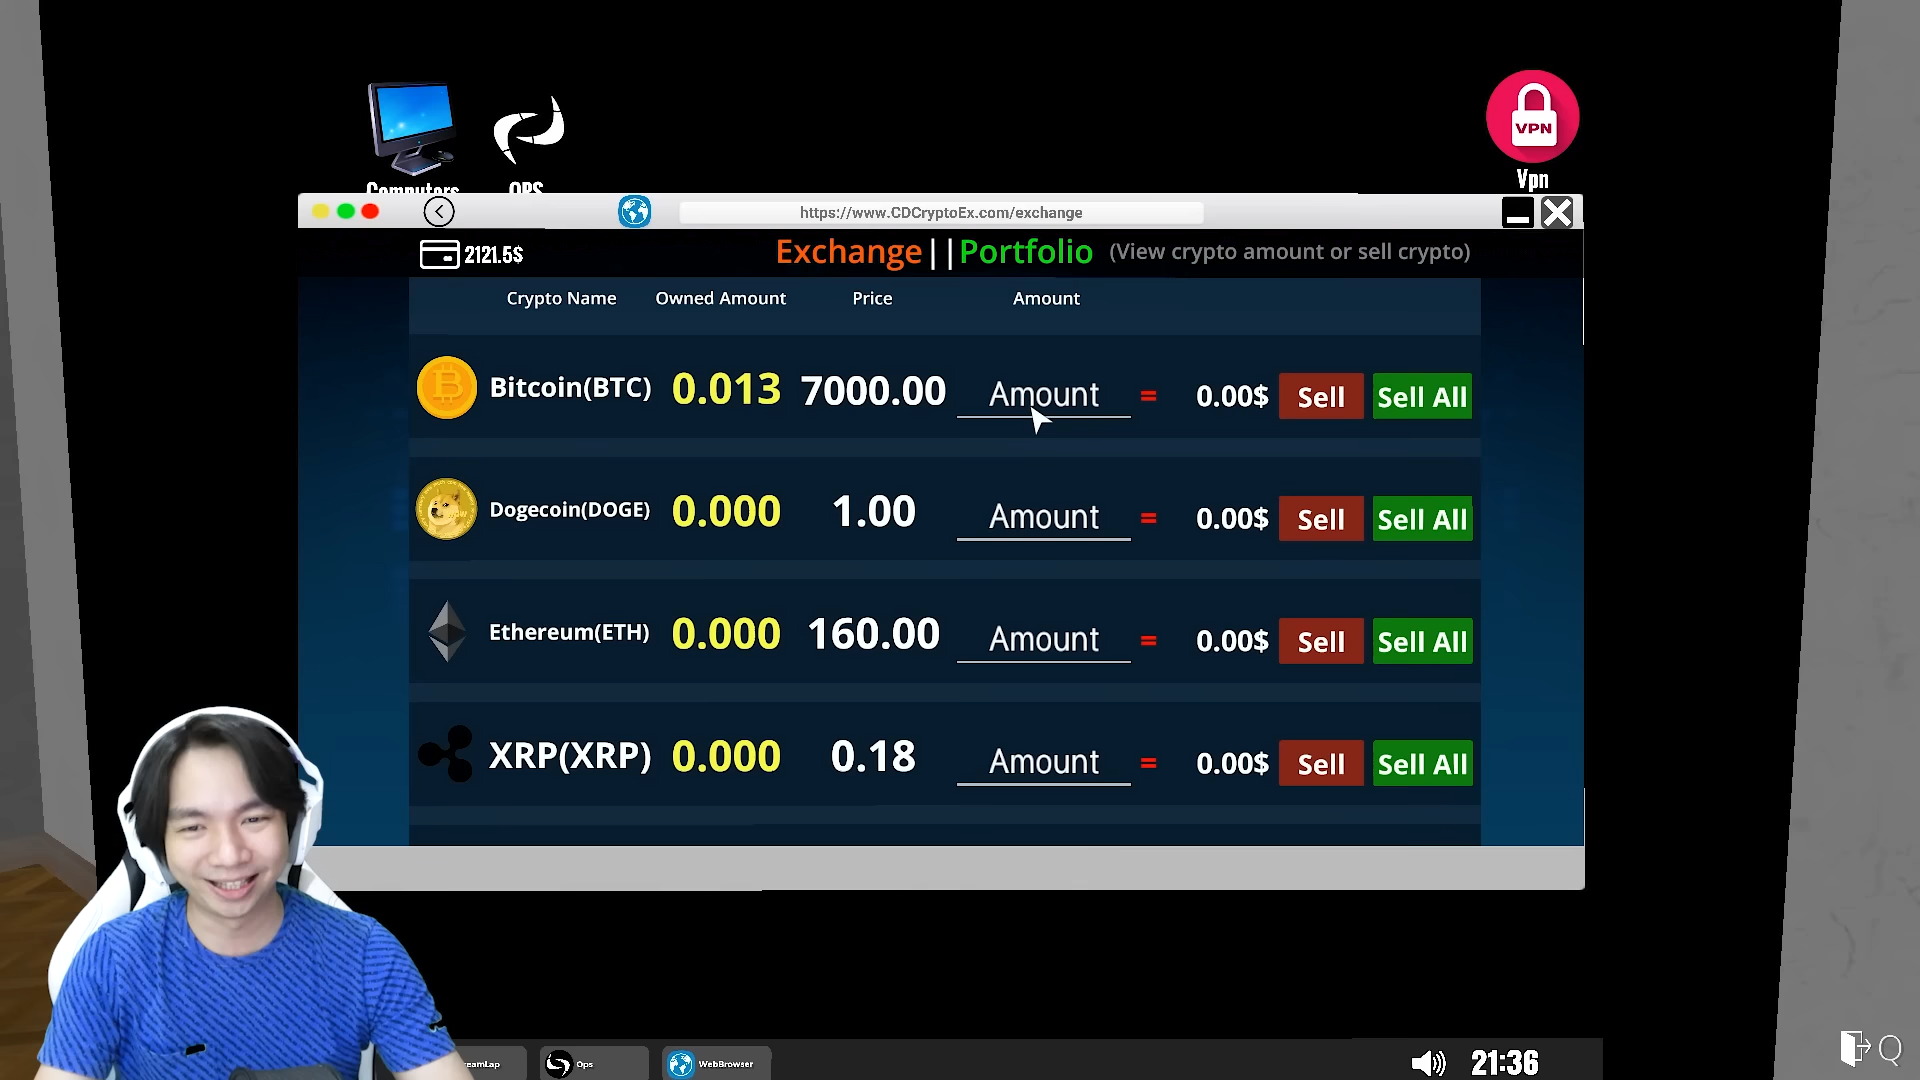 VPN
Computers OPS
Vpn
https://www.CDCryptoEx.com/exchange
2121.5$ Exchange||Portfolio (View crypto amount or sell crypto)
Crypto Name Owned Amount Price Amount
Bitcoin(BTC) 0.013 7000.00 Amount = 0.00$ Sell Sell All
Dogecoin(DOGE) 0.000 1.00 Amount = 0.00$ Sell Sell All
Ethereum(ETH) 0.000 160.00 Amount = 0.00$ Sell Sell All
XRP(XRP) 0.000 0.18 Amount = 0.00$ Sell Sell All
Ops WebBrowser 21:36
Q